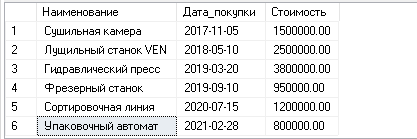 Наименование Дата_покупки Стоимость
1 Сушильная камера 2017-11-05 1500000.00
2 Лущильный станок VEN 2018-05-10 2500000.00
3 Гидравлический пресс 2019-03-20 3800000.00
4 Фрезерный станок 2019-09-10 950000.00
5 Сортировочная линия 2020-07-15 1200000.00
6 Упаковочный автомат 2021-02-28 800000.00